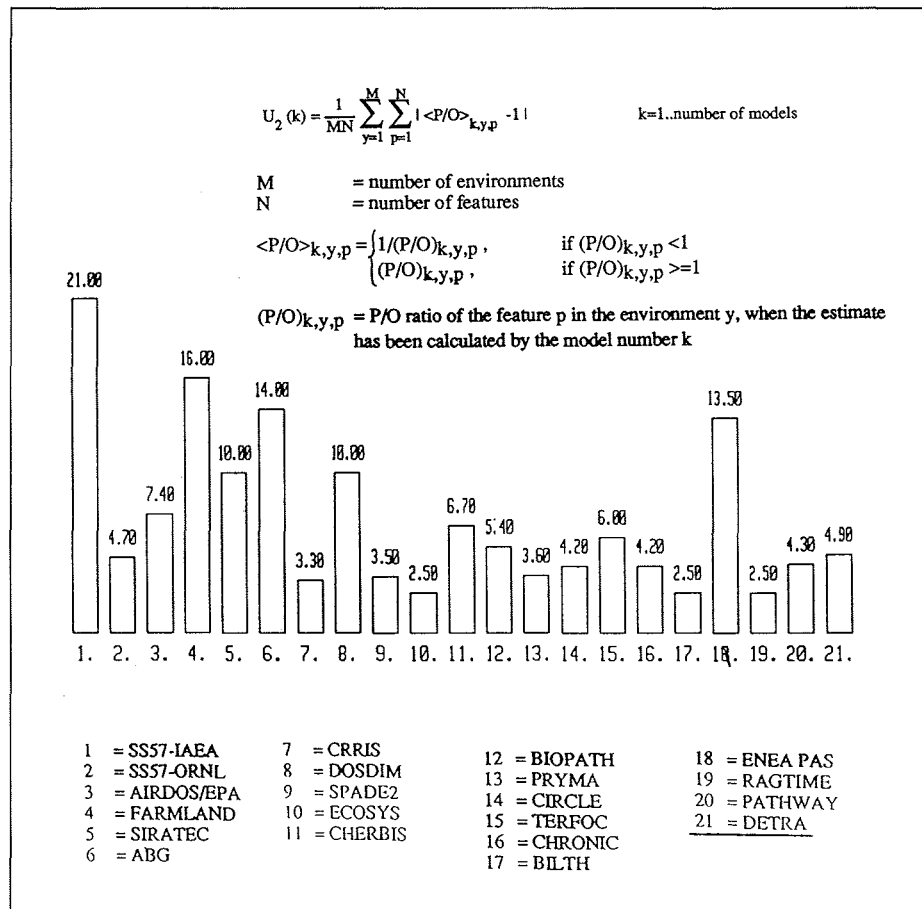 U₂ (k) = 1/MN ∑ y=1 M ∑ p=1 N | <P/O>k,y,p -1 | k=1..number of models
M = number of environments
N = number of features
<P/O>k,y,p = { 1/(P/O)k,y,p , if (P/O)k,y,p <1
(P/O)k,y,p , if (P/O)k,y,p >=1
(P/O)k,y,p = P/O ratio of the feature p in the environment y, when the estimate
has been calculated by the model number k
21.00 4.70 7.40 16.00 10.00 14.00 3.30 10.00 3.50 2.50 6.70 5.40 3.60 4.20 6.00 4.20 2.50 13.50 2.50 4.30 4.90
1. 2. 3. 4. 5. 6. 7. 8. 9. 10. 11. 12. 13. 14. 15. 16. 17. 18. 19. 20. 21.
1 = SS57-IAEA
2 = SS57-ORNL
3 = AIRDOS/EPA
4 = FARMLAND
5 = SIRATEC
6 = ABG
7 = CRRIS
8 = DOSDIM
9 = SPADE2
10 = ECOSYS
11 = CHERBIS
12 = BIOPATH
13 = PRYMA
14 = CIRCLE
15 = TERFOC
16 = CHRONIC
17 = BILTH
18 = ENEA PAS
19 = RAGTIME
20 = PATHWAY
21 = DETRA